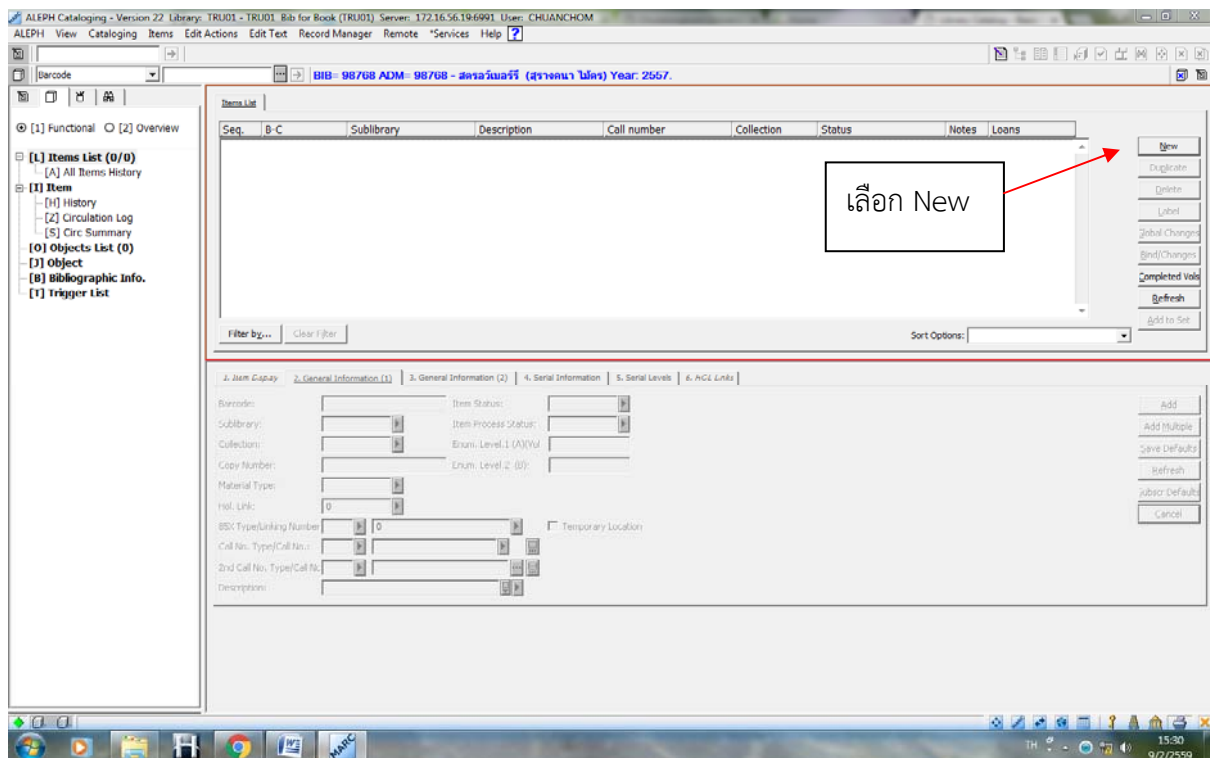 ALEPH Cataloging - Version 22 Library: TRU01 - TRU01 Bib for Book (TRU01) Server: 172.16.56.19:6991 User: CHUANCHOM
ALEPH View Cataloging Items Edit Actions Edit Text Record Manager Remote *Services Help ?
Barcode
BIB= 98768 ADM= 98768 - สตรอว์เบอร์รี (สุรางคนา ไม้ตร) Year: 2557.
Items List
[1] Functional [2] Overview
Seq. B-C Sublibrary Description Call number Collection Status Notes Loans
[L] Items List (0/0)
[A] All Items History
[I] Item
[H] History
[Z] Circulation Log
[S] Circ Summary
[O] Objects List (0)
[J] Object
[B] Bibliographic Info.
[T] Trigger List
เลือก New
New
Duplicate
Delete
Label
Global Changes
Bind/Changes
Completed Vols
Refresh
Add to Set
Filter by... Clear Filter
Sort Options:
1. Item Display 2. General Information (1) 3. General Information (2) 4. Serial Information 5. Serial Levels 6. HOL Links
Barcode: Item Status:
Sublibrary: Item Process Status:
Collection: Enum. Level.1 (A)(Vol
Copy Number: Enum. Level.2 (B):
Material Type:
Hol. Link: 0
85X Type/Linking Number 0 Temporary Location
Call No. Type/Call No.:
2nd Call No. Type/Call No:
Description:
Add
Add Multiple
Save Defaults
Refresh
Subscr Defaults
Cancel
MARC
TH
15:30
9/2/2559